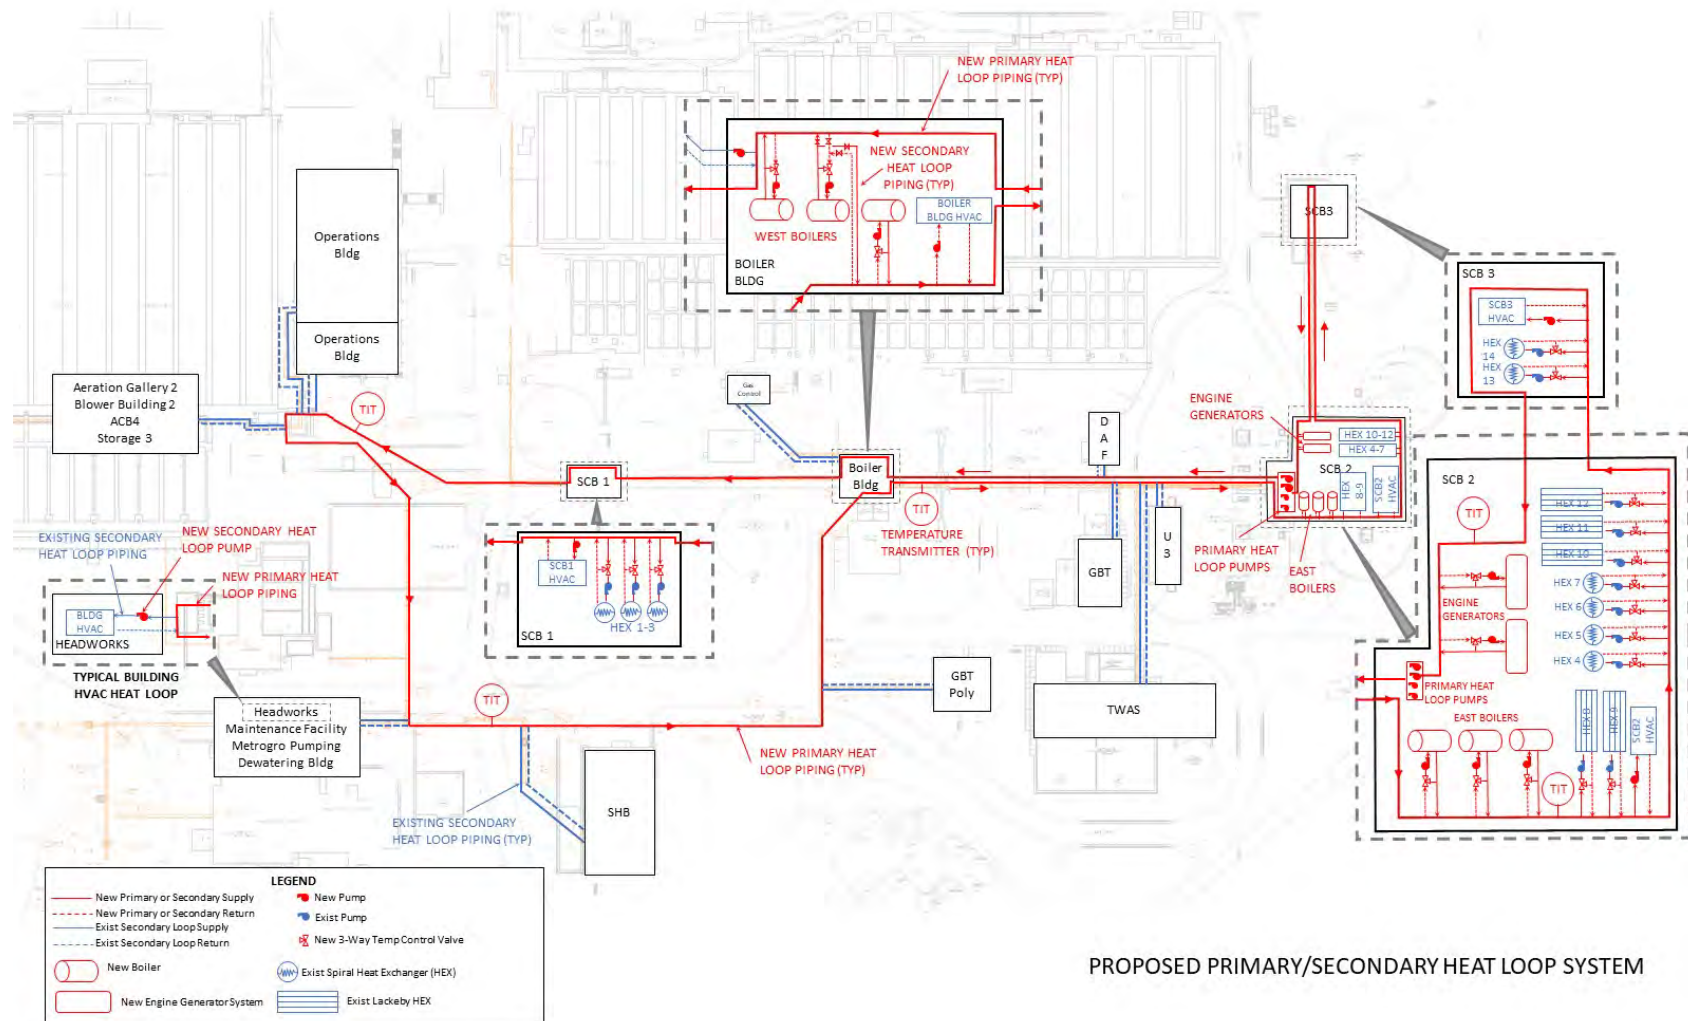 NEW PRIMARY HEAT
LOOP PIPING (TYP)
NEW SECONDARY
HEAT LOOP
PIPING (TYP)
WEST BOILERS
BOILER
BLDG HVAC
BOILER
BLDG
Operations
Bldg
Operations
Bldg
Aeration Gallery 2
Blower Building 2
ACB4
Storage 3
TIT
Gas
Control
SCB 1
Boiler
Bldg
TIT
TEMPERATURE
TRANSMITTER (TYP)
D
A
F
GBT
U
3
TWAS
GBT
Poly
SCB3
ENGINE
GENERATORS
HEX 10-12
HEX 4-7
SCB 2
HEX
8-9
SCB2
HVAC
PRIMARY HEAT
LOOP PUMPS
EAST
BOILERS
SCB 3
SCB3
HVAC
HEX
14
HEX
13
SCB 2
TIT
HEX 12
HEX 11
HEX 10
HEX 7
HEX 6
HEX 5
HEX 4
ENGINE
GENERATORS
PRIMARY HEAT
LOOP PUMPS
EAST BOILERS
HEX 8
HEX 9
SCB2
HVAC
TIT
SCB1
HVAC
HEX 1-3
SCB 1
EXISTING SECONDARY
HEAT LOOP PIPING
NEW SECONDARY HEAT
LOOP PUMP
NEW PRIMARY HEAT
LOOP PIPING
BLDG
HVAC
HEADWORKS
TYPICAL BUILDING
HVAC HEAT LOOP
Headworks
Maintenance Facility
Metrogro Pumping
Dewatering Bldg
TIT
NEW PRIMARY HEAT
LOOP PIPING (TYP)
EXISTING SECONDARY
HEAT LOOP PIPING (TYP)
SHB
LEGEND
New Primary or Secondary Supply
New Primary or Secondary Return
Exist Secondary Loop Supply
Exist Secondary Loop Return
New Boiler
New Engine Generator System
New Pump
Exist Pump
New 3-Way Temp Control Valve
Exist Spiral Heat Exchanger (HEX)
Exist Lackeby HEX
PROPOSED PRIMARY/SECONDARY HEAT LOOP SYSTEM